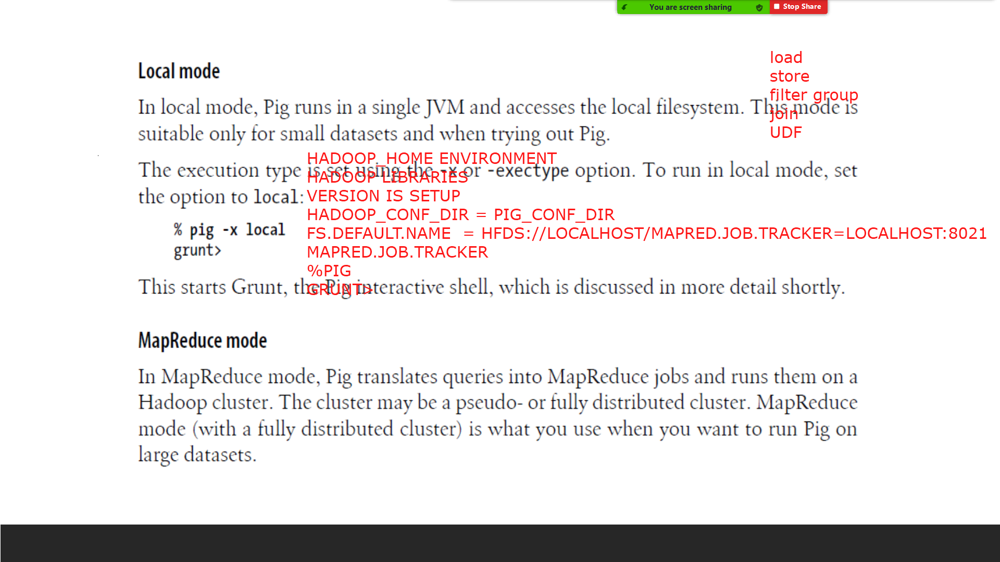 You are screen sharing
Stop Share
load
store
filter group
join
UDF
Local mode
In local mode, Pig runs in a single JVM and accesses the local filesystem. This mode is
suitable only for small datasets and when trying out Pig.
HADOOP_HOME ENVIRONMENT
HADOOP LIBRARIES
VERSION IS SETUP
HADOOP_CONF_DIR = PIG_CONF_DIR
FS.DEFAULT.NAME  = HFDS://LOCALHOST/MAPRED.JOB.TRACKER=LOCALHOST:8021
MAPRED.JOB.TRACKER
%PIG
GRUNT>
The execution type is set using the -x or -exectype option. To run in local mode, set
the option to local:
% pig -x local
grunt>
This starts Grunt, the Pig interactive shell, which is discussed in more detail shortly.
MapReduce mode
In MapReduce mode, Pig translates queries into MapReduce jobs and runs them on a
Hadoop cluster. The cluster may be a pseudo- or fully distributed cluster. MapReduce
mode (with a fully distributed cluster) is what you use when you want to run Pig on
large datasets.